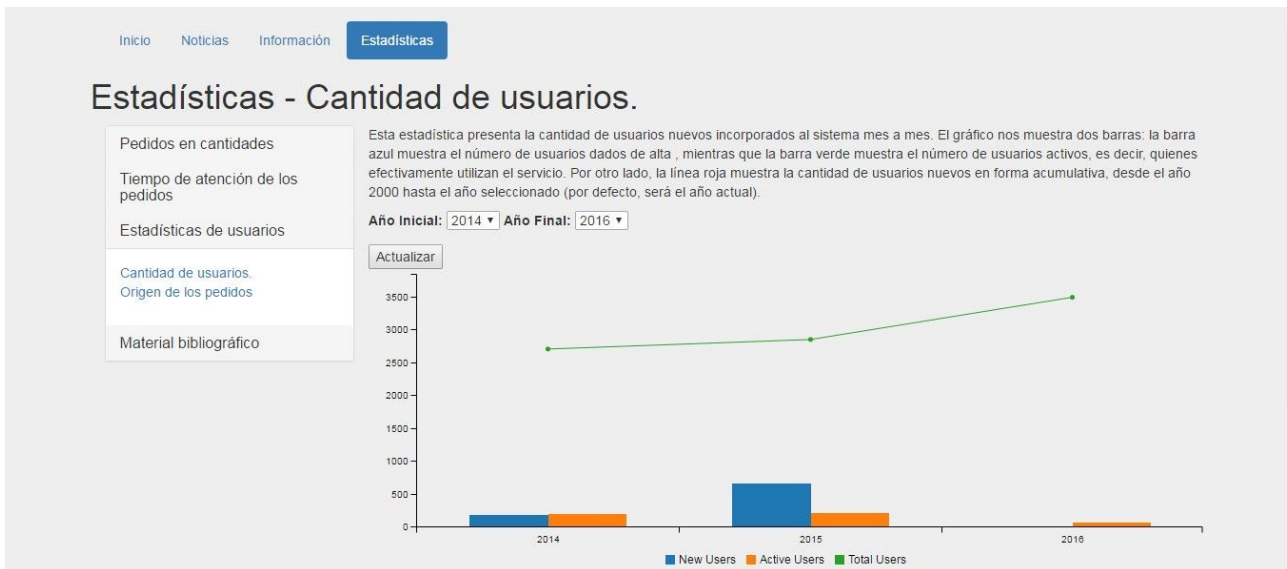 Inicio Noticias Información Estadísticas
Estadísticas - Cantidad de usuarios.
Pedidos en cantidades
Tiempo de atención de los
pedidos
Estadísticas de usuarios
Cantidad de usuarios.
Origen de los pedidos
Material bibliográfico
Esta estadística presenta la cantidad de usuarios nuevos incorporados al sistema mes a mes. El gráfico nos muestra dos barras: la barra
azul muestra el número de usuarios dados de alta , mientras que la barra verde muestra el número de usuarios activos, es decir, quienes
efectivamente utilizan el servicio. Por otro lado, la línea roja muestra la cantidad de usuarios nuevos en forma acumulativa, desde el año
2000 hasta el año seleccionado (por defecto, será el año actual).
Año Inicial: 2014 Año Final: 2016
Actualizar
3500
3000
2500
2000
1500
1000
500
0
2014 2015 2016
New Users Active Users Total Users